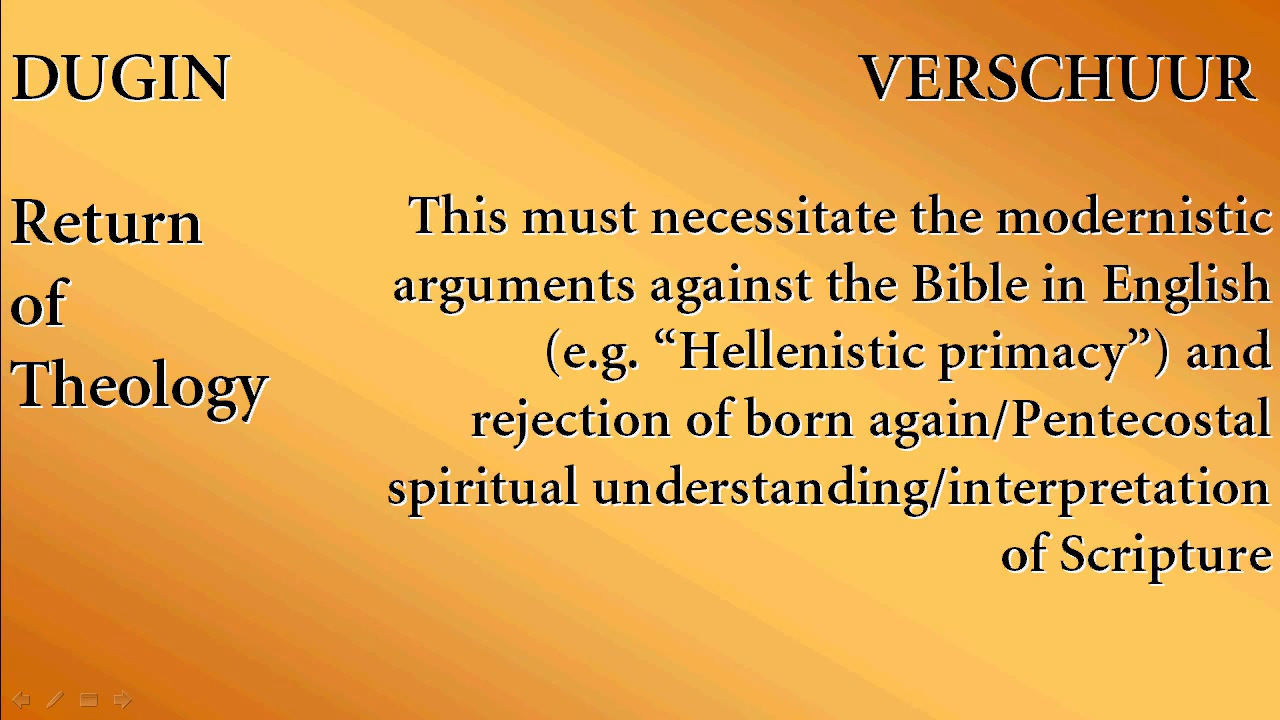 DUGIN
VERSCHUUR
Return
of
Theology
This must necessitate the modernistic
arguments against the Bible in English
(e.g. “Hellenistic primacy”) and
rejection of born again/Pentecostal
spiritual understanding/interpretation
of Scripture